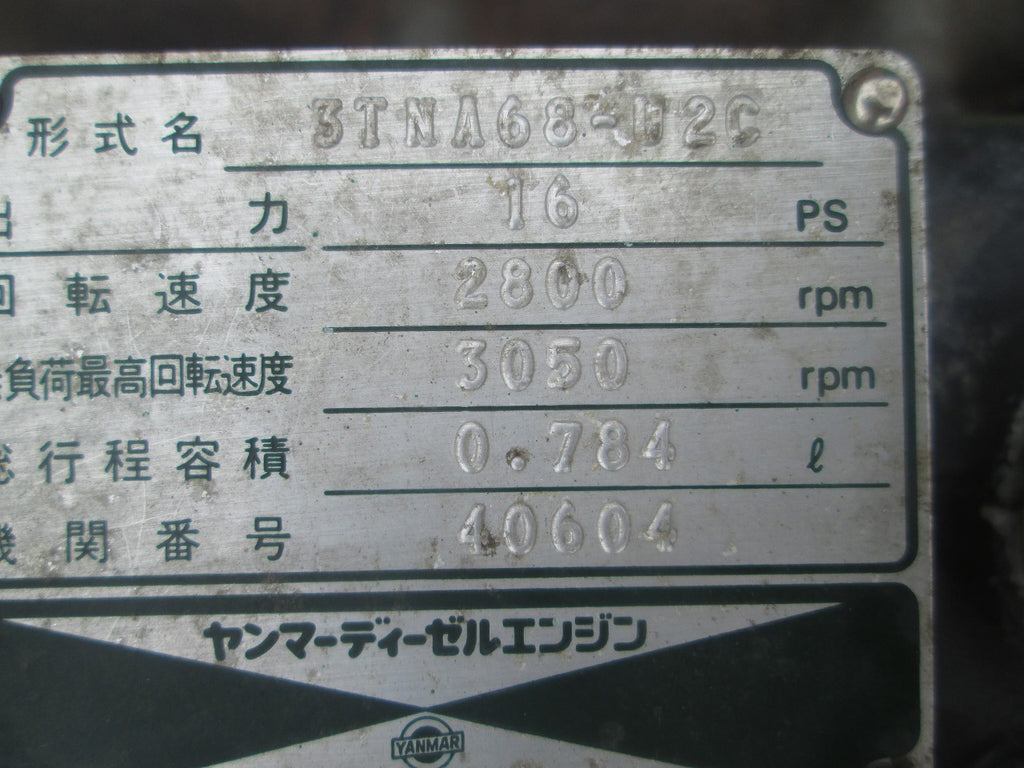 形式名 3TNA68-U2C
出力 16 PS
回転速度 2800 rpm
負荷最高回転速度 3050 rpm
総行程容積 0.784 ℓ
機関番号 40604
ヤンマーディーゼルエンジン
YANMAR